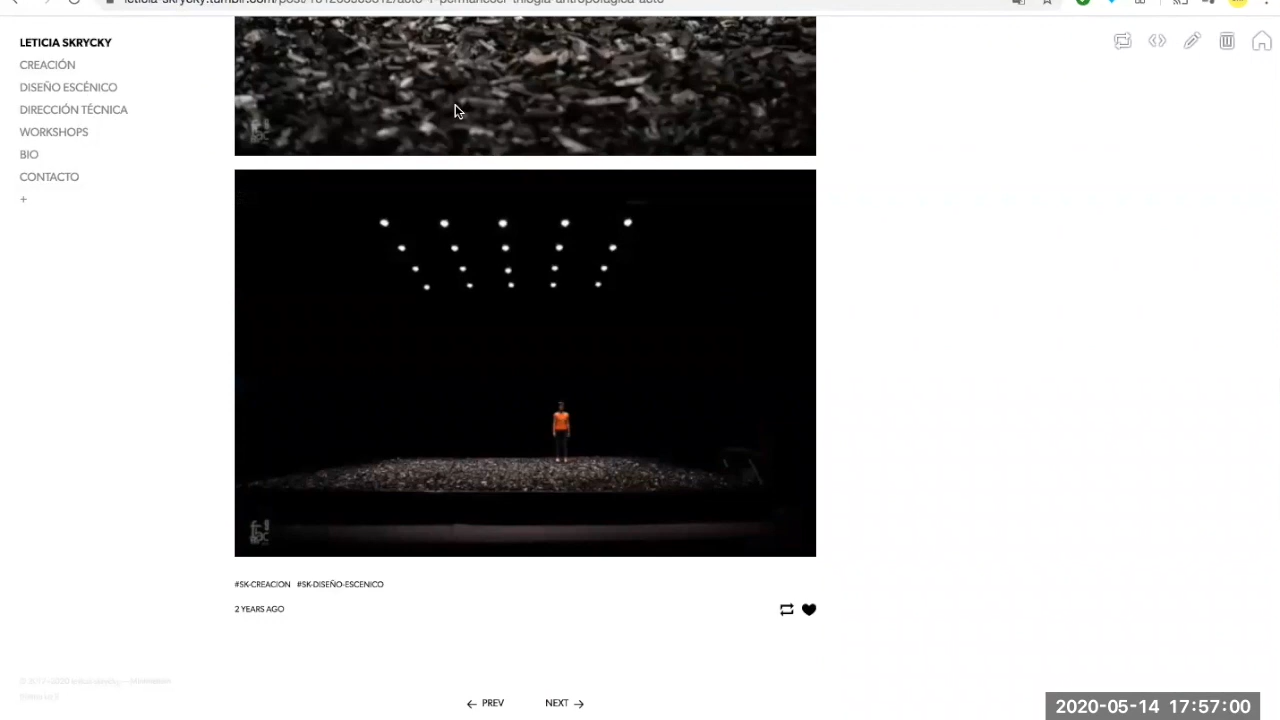 LETICIA SKRYCKY
CREACIÓN
DISEÑO ESCÉNICO
DIRECCIÓN TÉCNICA
WORKSHOPS
BIO
CONTACTO
+
#SK-CREACION #SK-DISEÑO-ESCENICO
2 YEARS AGO
← PREV NEXT →
2020-05-14 17:57:00